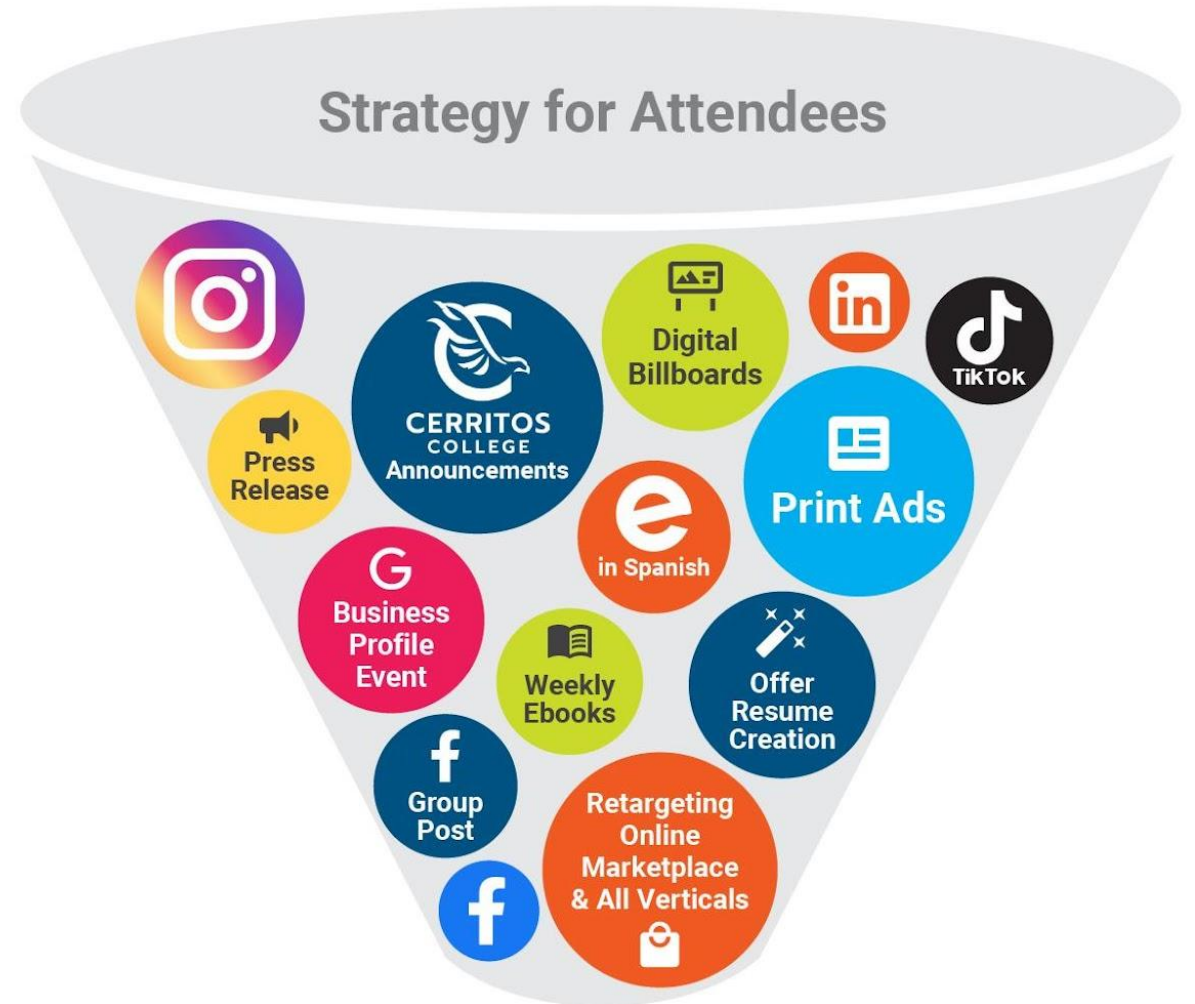 Strategy for Attendees
Digital
Billboards
in
TikTok
CERRITOS
COLLEGE
Announcements
Press
Release
Print Ads
e
in Spanish
G
Business
Profile
Event
Weekly
Ebooks
Offer
Resume
Creation
f
Group
Post
Retargeting
Online
Marketplace
& All Verticals
f